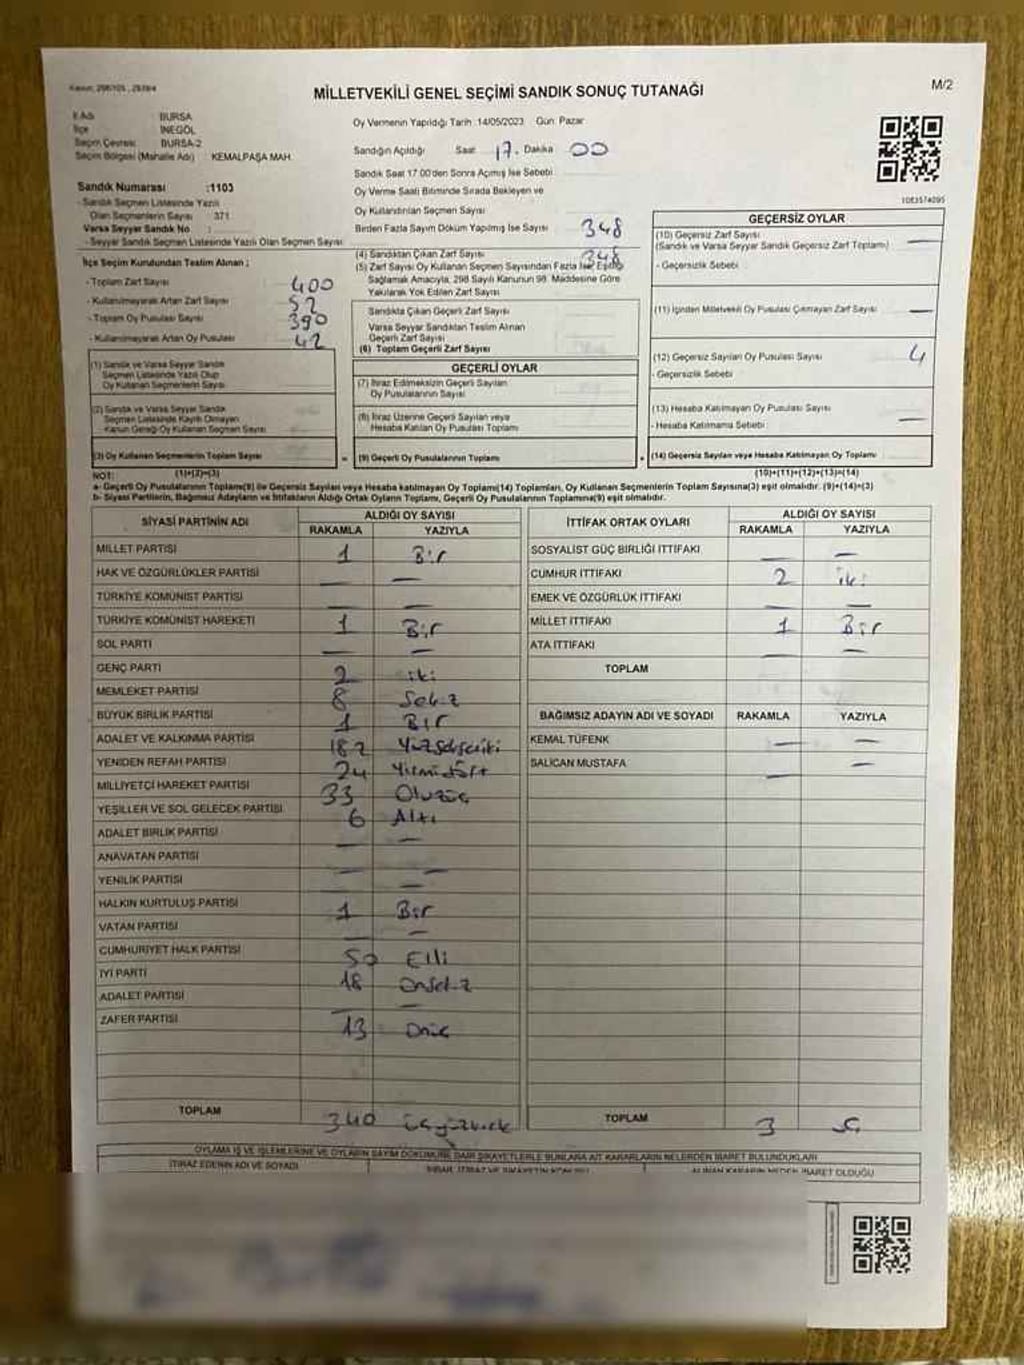 MİLLETVEKİLİ GENEL SEÇİMİ SANDIK SONUÇ TUTANAĞI
M/2
İl Adı BURSA
İlçe İNEGÖL
Seçim Çevresi BURSA-2
Seçim Bölgesi (Mahalle Adı) : KEMALPAŞA MAH.
Oy Vermenin Yapıldığı Tarih :14/05/2023 Gün: Pazar
Sandığın Açıldığı Saat 17. Dakika 00
Sandık Saat 17.00'den Sonra Açılmış İse Sebebi
Oy Verme Saati Bitiminde Sırada Bekleyen ve
Oy Kullandırılan Seçmen Sayısı
Birden Fazla Sayım Döküm Yapılmış İse Sayısı 348
Sandık Numarası :1103
- Sandık Seçmen Listesinde Yazılı
Olan Seçmenlerin Sayısı 371
Varsa Seyyar Sandık No :
- Seyyar Sandık Seçmen Listesinde Yazılı Olan Seçmen Sayısı
İlçe Seçim Kurulundan Teslim Alınan ;
- Toplam Zarf Sayısı 400
- Kullanılmayarak Artan Zarf Sayısı 52
- Toplam Oy Pusulası Sayısı 390
- Kullanılmayarak Artan Oy Pusulası 42
(1) Sandık ve Varsa Seyyar Sandık
Seçmen Listesinde Yazılı Olup
Oy Kullanan Seçmenlerin Sayısı
(2) Sandık ve Varsa Seyyar Sandık
Seçmen Listesinde Kayıtlı Olmayan
Kanun Gereği Oy Kullanan Seçmen Sayısı
(3) Oy Kullanan Seçmenlerin Toplam Sayısı
(4) Sandıktan Çıkan Zarf Sayısı 348
(5) Zarf Sayısı Oy Kullanan Seçmen Sayısından Fazla İse, Eşitliği
Sağlamak Amacıyla, 298 Sayılı Kanunun 98. Maddesine Göre
Yakılarak Yok Edilen Zarf Sayısı
Sandıkta Çıkan Geçerli Zarf Sayısı
Varsa Seyyar Sandıktan Teslim Alınan
Geçerli Zarf Sayısı
(6) Toplam Geçerli Zarf Sayısı
GEÇERLİ OYLAR
(7) İtiraz Edilmeksizin Geçerli Sayılan
Oy Pusulalarının Sayısı
(8) İtiraz Üzerine Geçerli Sayılan veya
Hesaba Katılan Oy Pusulası Toplamı
= (9) Geçerli Oy Pusulalarının Toplamı
10E3574095
GEÇERSİZ OYLAR
(10) Geçersiz Zarf Sayısı —
(Sandık ve Varsa Seyyar Sandık Geçersiz Zarf Toplamı)
- Geçersizlik Sebebi
(11) İçinden Milletvekili Oy Pusulası Çıkmayan Zarf Sayısı —
(12) Geçersiz Sayılan Oy Pusulası Sayısı 4
- Geçersizlik Sebebi
(13) Hesaba Katılmayan Oy Pusulası Sayısı —
- Hesaba Katılmama Sebebi
+ (14) Geçersiz Sayılan veya Hesaba Katılmayan Oy Toplamı
NOT: (1)+(2)=(3) (10)+(11)+(12)+(13)=(14)
a- Geçerli Oy Pusulalarının Toplamı(9) ile Geçersiz Sayılan veya Hesaba katılmayan Oy Toplamı(14) Toplamları, Oy Kullanan Seçmenlerin Toplam Sayısına(3) eşit olmalıdır. (9)+(14)=(3)
b- Siyasi Partilerin, Bağımsız Adayların ve İttifakların Aldığı Ortak Oyların Toplamı, Geçerli Oy Pusulalarının Toplamına(9) eşit olmalıdır.
SİYASİ PARTİNİN ADI ALDIĞI OY SAYISI
RAKAMLA YAZIYLA
MİLLET PARTİSİ 1 Bir
HAK VE ÖZGÜRLÜKLER PARTİSİ — —
TÜRKİYE KOMÜNİST PARTİSİ — —
TÜRKİYE KOMÜNİST HAREKETİ 1 Bir
SOL PARTİ — —
GENÇ PARTİ 2 iki
MEMLEKET PARTİSİ 8 Sekiz
BÜYÜK BİRLİK PARTİSİ 1 Bir
ADALET VE KALKINMA PARTİSİ 182 Yüzsekseniki
YENİDEN REFAH PARTİSİ 24 Yirmidört
MİLLİYETÇİ HAREKET PARTİSİ 33 Otuzüç
YEŞİLLER VE SOL GELECEK PARTİSİ 6 Altı
ADALET BİRLİK PARTİSİ — —
ANAVATAN PARTİSİ — —
YENİLİK PARTİSİ — —
HALKIN KURTULUŞ PARTİSİ 1 Bir
VATAN PARTİSİ — —
CUMHURİYET HALK PARTİSİ 50 Elli
İYİ PARTİ 18 Onsekiz
ADALET PARTİSİ — —
ZAFER PARTİSİ 13 Onüç
TOPLAM 340 üçyüzkırk
İTTİFAK ORTAK OYLARI ALDIĞI OY SAYISI
RAKAMLA YAZIYLA
SOSYALİST GÜÇ BİRLİĞİ İTTİFAKI — —
CUMHUR İTTİFAKI 2 iki
EMEK VE ÖZGÜRLÜK İTTİFAKI — —
MİLLET İTTİFAKI 1 Bir
ATA İTTİFAKI — —
TOPLAM
BAĞIMSIZ ADAYIN ADI VE SOYADI RAKAMLA YAZIYLA
KEMAL TÜFENK — —
SALİCAN MUSTAFA — —
TOPLAM 3 üç
OYLAMA İŞ VE İŞLEMLERİNE VE OYLARIN SAYIM DÖKÜMÜNE DAİR ŞİKAYETLERLE BUNLARA AİT KARARLARIN NELERDEN İBARET BULUNDUKLARI
İTİRAZ EDENİN ADI VE SOYADI
ALINAN KARARIN NEDEN İBARET OLDUĞU